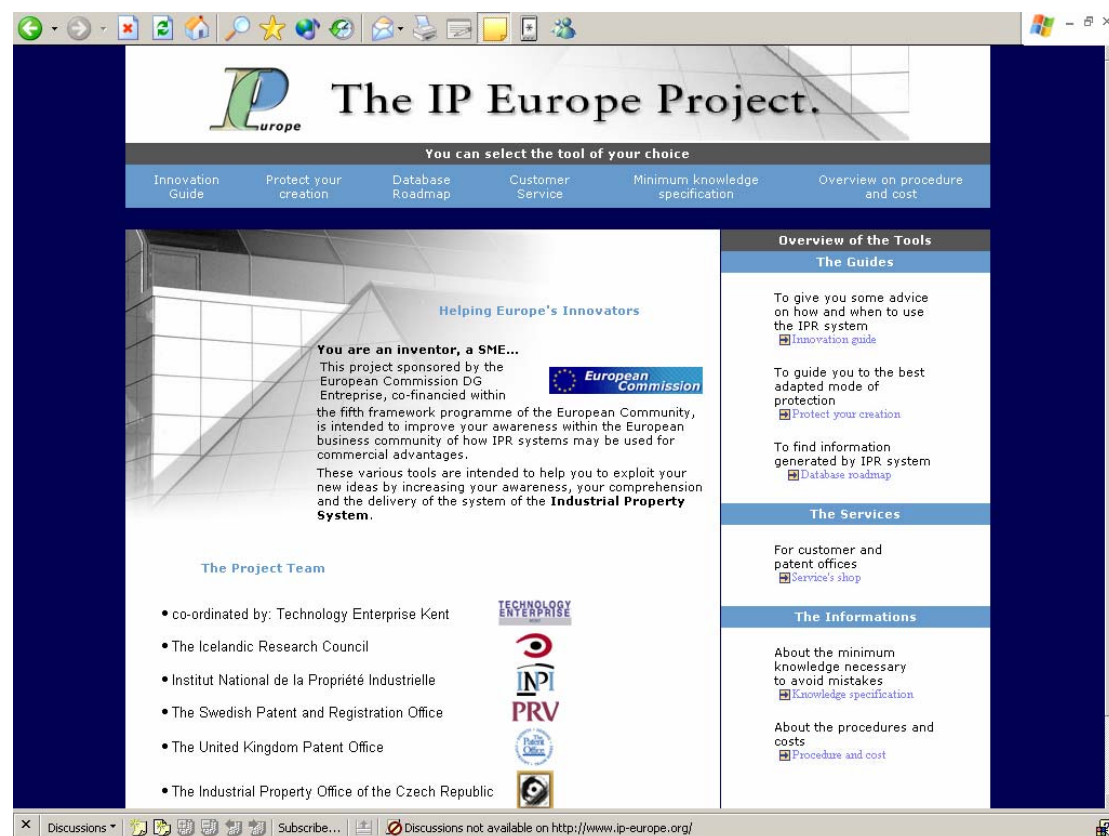 IP
urope
The IP Europe Project.
You can select the tool of your choice
Innovation
Guide
Protect your
creation
Database
Roadmap
Customer
Service
Minimum knowledge
specification
Overview on procedure
and cost
Helping Europe's Innovators
You are an inventor, a SME...
This project sponsored by the
European Commission DG
Entreprise, co-financied within
European
Commission
the fifth framework programme of the European Community,
is intended to improve your awareness within the European
business community of how IPR systems may be used for
commercial advantages.
These various tools are intended to help you to exploit your
new ideas by increasing your awareness, your comprehension
and the delivery of the system of the Industrial Property
System.
The Project Team
• co-ordinated by: Technology Enterprise Kent
TECHNOLOGY
ENTERPRISE
• The Icelandic Research Council
• Institut National de la Propriété Industrielle
INPI
• The Swedish Patent and Registration Office
PRV
• The United Kingdom Patent Office
The
Patent
Office
• The Industrial Property Office of the Czech Republic
Overview of the Tools
The Guides
To give you some advice
on how and when to use
the IPR system
Innovation guide
To guide you to the best
adapted mode of
protection
Protect your creation
To find information
generated by IPR system
Database roadmap
The Services
For customer and
patent offices
Service's shop
The Informations
About the minimum
knowledge necessary
to avoid mistakes
Knowledge specification
About the procedures and
costs
Procedure and cost
Discussions
Subscribe...
Discussions not available on http://www.ip-europe.org/